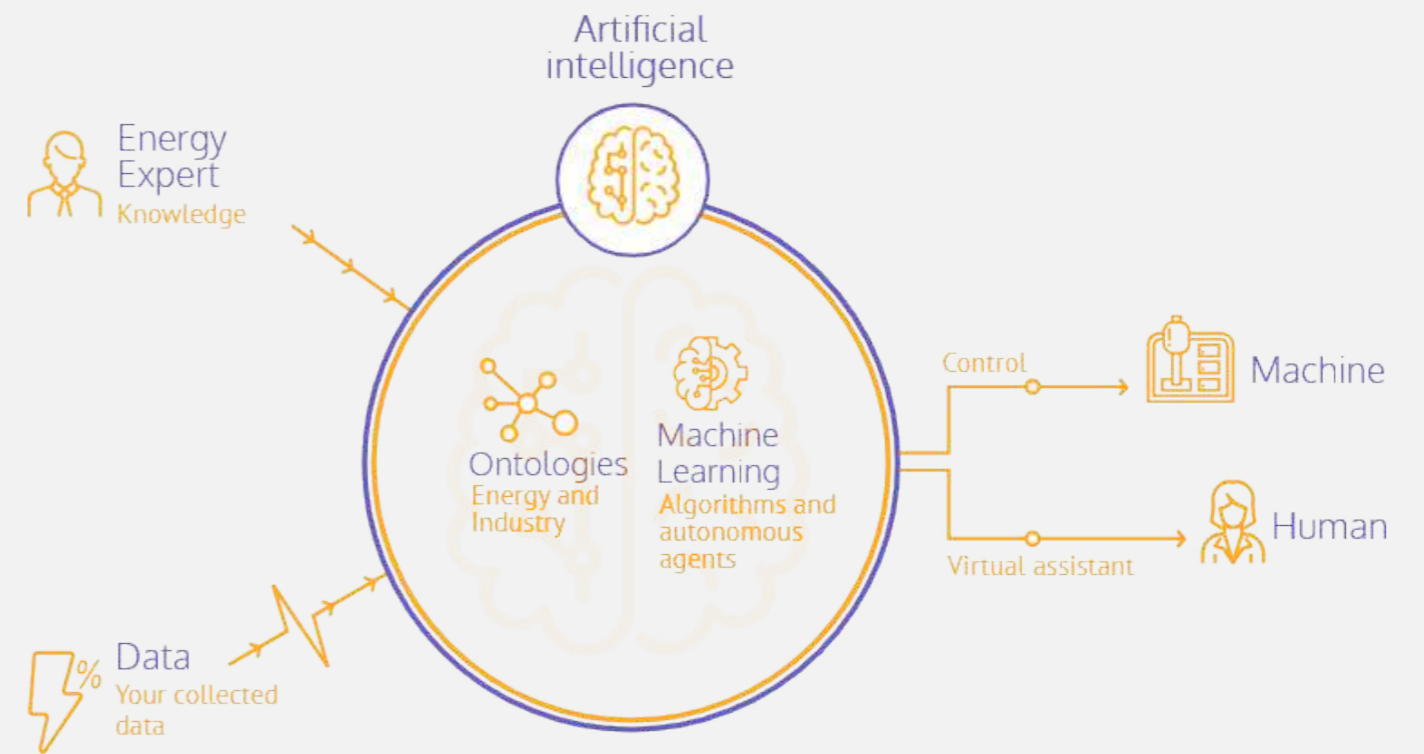 Artificial
intelligence
Energy
Expert
Knowledge
Ontologies
Energy and
Industry
Machine
Learning
Algorithms and
autonomous
agents
Control
Machine
Human
Virtual assistant
%
Data
Your collected
data